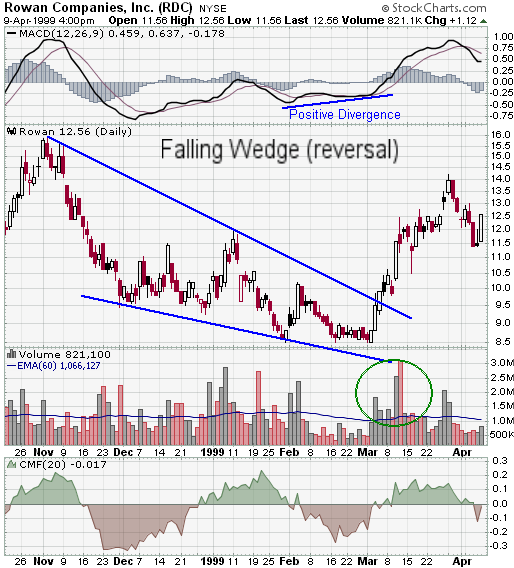 Rowan Companies, Inc. (RDC) NYSE © StockCharts.com
9-Apr-1999 4:00pm Open 11.56 High 12.56 Low 11.56 Last 12.56 Volume 821.1K Chg +1.12
MACD(12,26,9) 0.459, 0.637, -0.178
0.75
0.50
0.25
0.00
-0.25
-0.50
-0.75
Positive Divergence
Rowan 12.56 (Daily)
Falling Wedge (reversal)
16.0
15.5
15.0
14.5
14.0
13.5
13.0
12.5
12.0
11.5
11.0
10.5
10.0
9.5
9.0
8.5
Volume 821,100
EMA(60) 1,066,127
3.0M
2.5M
2.0M
1.5M
1.0M
500K
26 Nov 9 16 23 Dec 7 14 21 1999 11 19 25 Feb 8 16 22 Mar 8 15 22 Apr
CMF(20) -0.017
0.3
0.2
0.1
0.0
-0.1
-0.2
-0.3
26 Nov 9 16 23 Dec 7 14 21 1999 11 19 25 Feb 8 16 22 Mar 8 15 22 Apr